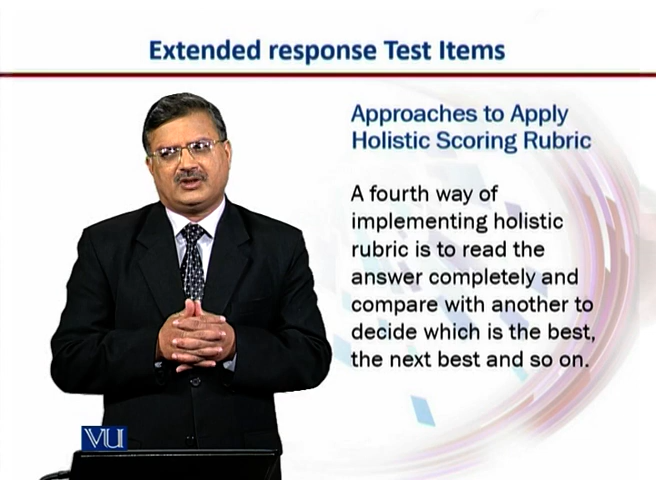 Extended response Test Items
Approaches to Apply
Holistic Scoring Rubric
A fourth way of
implementing holistic
rubric is to read the
answer completely and
compare with another to
decide which is the best,
the next best and so on.
VU